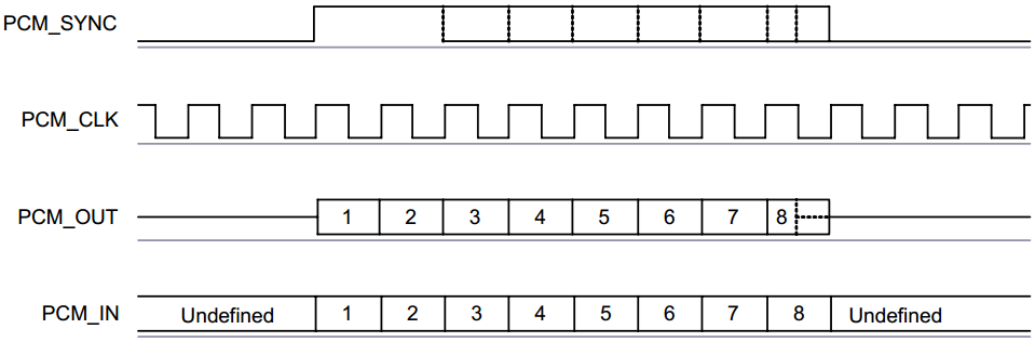 PCM_SYNC
PCM_CLK
PCM_OUT 1 2 3 4 5 6 7 8
PCM_IN Undefined 1 2 3 4 5 6 7 8 Undefined